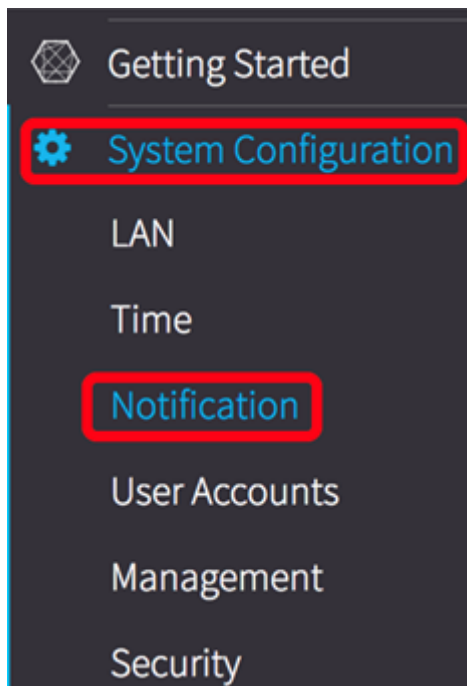 Getting Started
System Configuration
LAN
Time
Notification
User Accounts
Management
Security